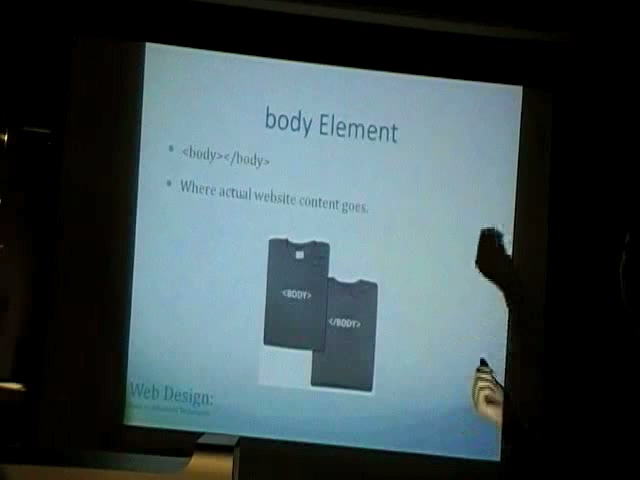 body Element
<body></body>
Where actual website content goes.
<BODY>
</BODY>
Web Design: